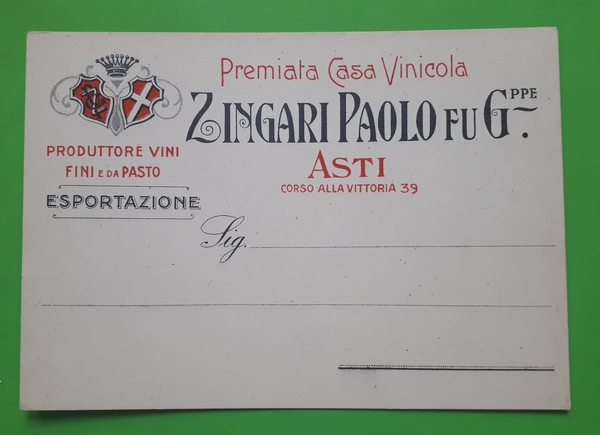 Premiata Casa Vinicola
ZINGARI PAOLO FU GPPE.
ASTI
CORSO ALLA VITTORIA 39
PRODUTTORE VINI
FINI E DA PASTO
ESPORTAZIONE
Sig.